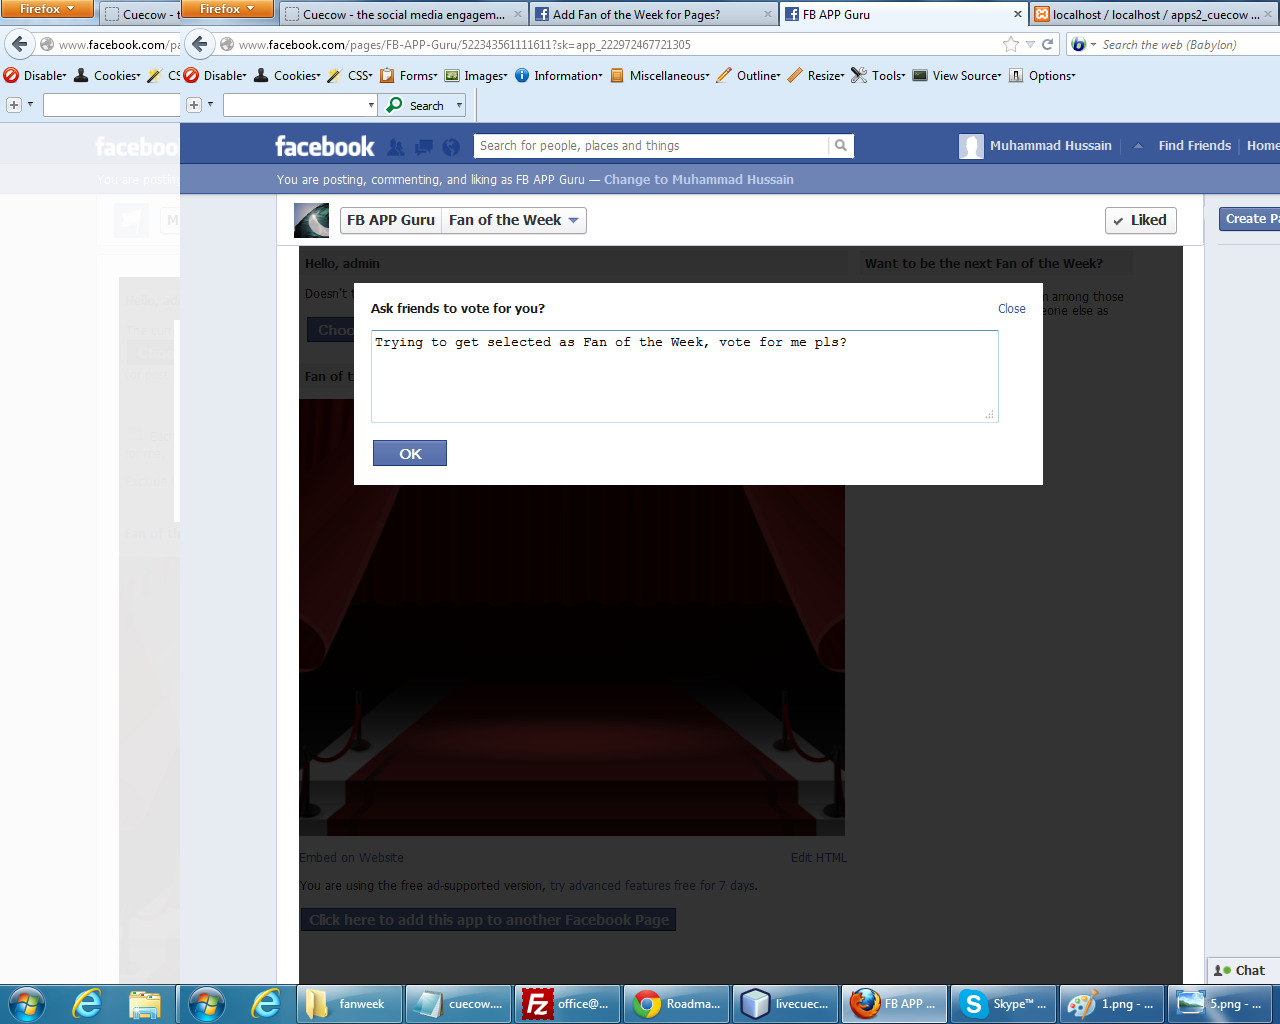 Firefox
Cuecow - t
Firefox
Cuecow - the social media engagem...
Add Fan of the Week for Pages?
FB APP Guru
localhost / localhost / apps2_cuecow ...
www.facebook.com/pa
www.facebook.com/pages/FB-APP-Guru/522343561111611?sk=app_222972467721305
Search the web (Babylon)
Disable
Cookies
CS
Disable
Cookies
CSS
Forms
Images
Information
Miscellaneous
Outline
Resize
Tools
View Source
Options
Search
facebook
Search for people, places and things
Muhammad Hussain
Find Friends
Home
You are posting, commenting, and liking as FB APP Guru — Change to Muhammad Hussain
FB APP Guru
Fan of the Week
Liked
Create Pa
Hello, admin
Want to be the next Fan of the Week?
Doesn't t
n among those
eone else as
Choo
Fan of t
Ask friends to vote for you?
Close
Trying to get selected as Fan of the Week, vote for me pls?
OK
Embed on Website
Edit HTML
You are using the free ad-supported version, try advanced features free for 7 days.
Click here to add this app to another Facebook Page
Chat
fanweek
cuecow....
office@...
Roadma...
livecuec...
FB APP ...
Skype™ ...
1.png - ...
5.png - ...